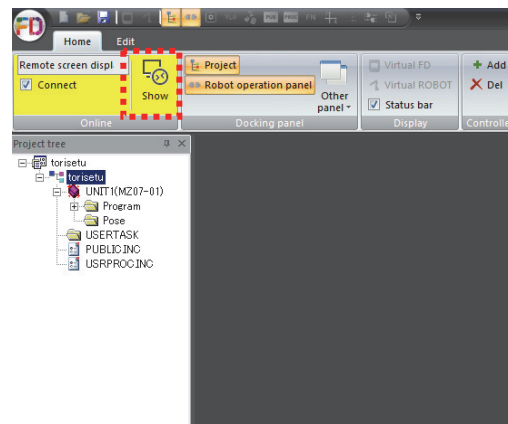 FD
Home Edit
Remote screen displ
Connect
Show
Online
Project
Robot operation panel
Other
panel
Docking panel
Virtual FD
Virtual ROBOT
Status bar
Display
Add
Del
Controlle
Project tree
torisetu
torisetu
UNIT1(MZ07-01)
Program
Pose
USERTASK
PUBLIC.INC
USRPROC.INC